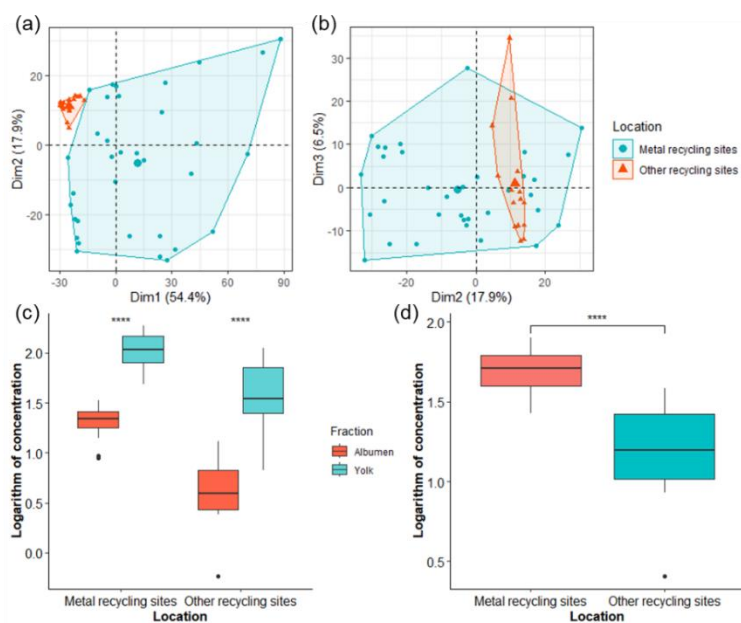 (a)
Dim2 (17.9%)
20
0
-20
-30
0
30
60
90
Dim1 (54.4%)
(b)
Dim3 (6.5%)
30
20
10
0
-10
-20
0
20
Dim2 (17.9%)
Location
Metal recycling sites
Other recycling sites
(c)
Logarithm of concentration
2.0
1.5
1.0
0.5
0.0
****
****
Metal recycling sites
Other recycling sites
Location
Fraction
Albumen
Yolk
(d)
Logarithm of concentration
2.0
1.5
1.0
0.5
****
Metal recycling sites
Other recycling sites
Location